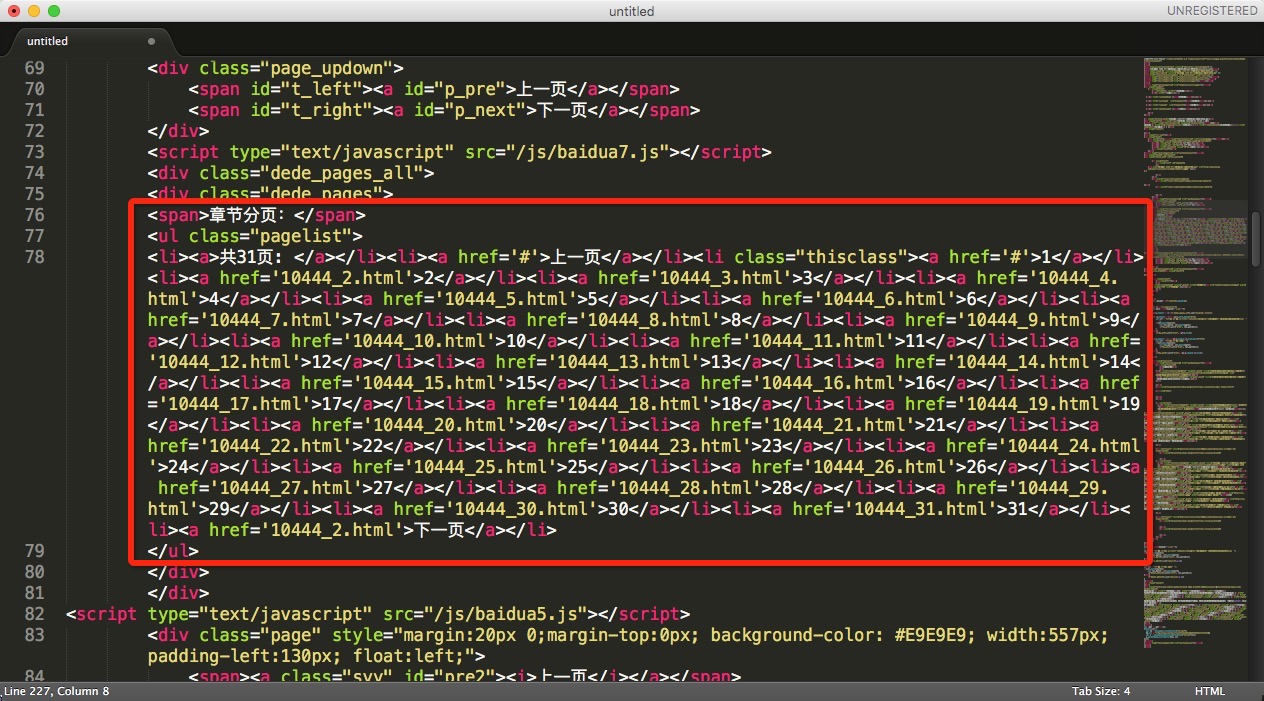 untitled
UNREGISTERED
untitled
69 <div class="page_updown">
70 <span id="t_left"><a id="p_pre">上一页</a></span>
71 <span id="t_right"><a id="p_next">下一页</a></span>
72 </div>
73 <script type="text/javascript" src="/js/baidua7.js"></script>
74 <div class="dede_pages_all">
75 <div class="dede_pages">
76 <span>章节分页: </span>
77 <ul class="pagelist">
78 <li><a>共31页: </a></li><li><a href='#'>上一页</a></li><li class="thisclass"><a href='#'>1</a></li>
<li><a href='10444_2.html'>2</a></li><li><a href='10444_3.html'>3</a></li><li><a href='10444_4.
html'>4</a></li><li><a href='10444_5.html'>5</a></li><li><a href='10444_6.html'>6</a></li><li><a
href='10444_7.html'>7</a></li><li><a href='10444_8.html'>8</a></li><li><a href='10444_9.html'>9</
a></li><li><a href='10444_10.html'>10</a></li><li><a href='10444_11.html'>11</a></li><li><a href=
'10444_12.html'>12</a></li><li><a href='10444_13.html'>13</a></li><li><a href='10444_14.html'>14<
/a></li><li><a href='10444_15.html'>15</a></li><li><a href='10444_16.html'>16</a></li><li><a href
='10444_17.html'>17</a></li><li><a href='10444_18.html'>18</a></li><li><a href='10444_19.html'>19
</a></li><li><a href='10444_20.html'>20</a></li><li><a href='10444_21.html'>21</a></li><li><a
href='10444_22.html'>22</a></li><li><a href='10444_23.html'>23</a></li><li><a href='10444_24.html
'>24</a></li><li><a href='10444_25.html'>25</a></li><li><a href='10444_26.html'>26</a></li><li><a
href='10444_27.html'>27</a></li><li><a href='10444_28.html'>28</a></li><li><a href='10444_29.
html'>29</a></li><li><a href='10444_30.html'>30</a></li><li><a href='10444_31.html'>31</a></li><
li><a href='10444_2.html'>下一页</a></li>
79 </ul>
80 </div>
81 </div>
82 <script type="text/javascript" src="/js/baidua5.js"></script>
83 <div class="page" style="margin:20px 0;margin-top:0px; background-color: #E9E9E9; width:557px;
padding-left:130px; float:left;">
84 <span><a class="syy" id="pre2"><i>上一页</i></a></span>
Line 227, Column 8
Tab Size: 4
HTML